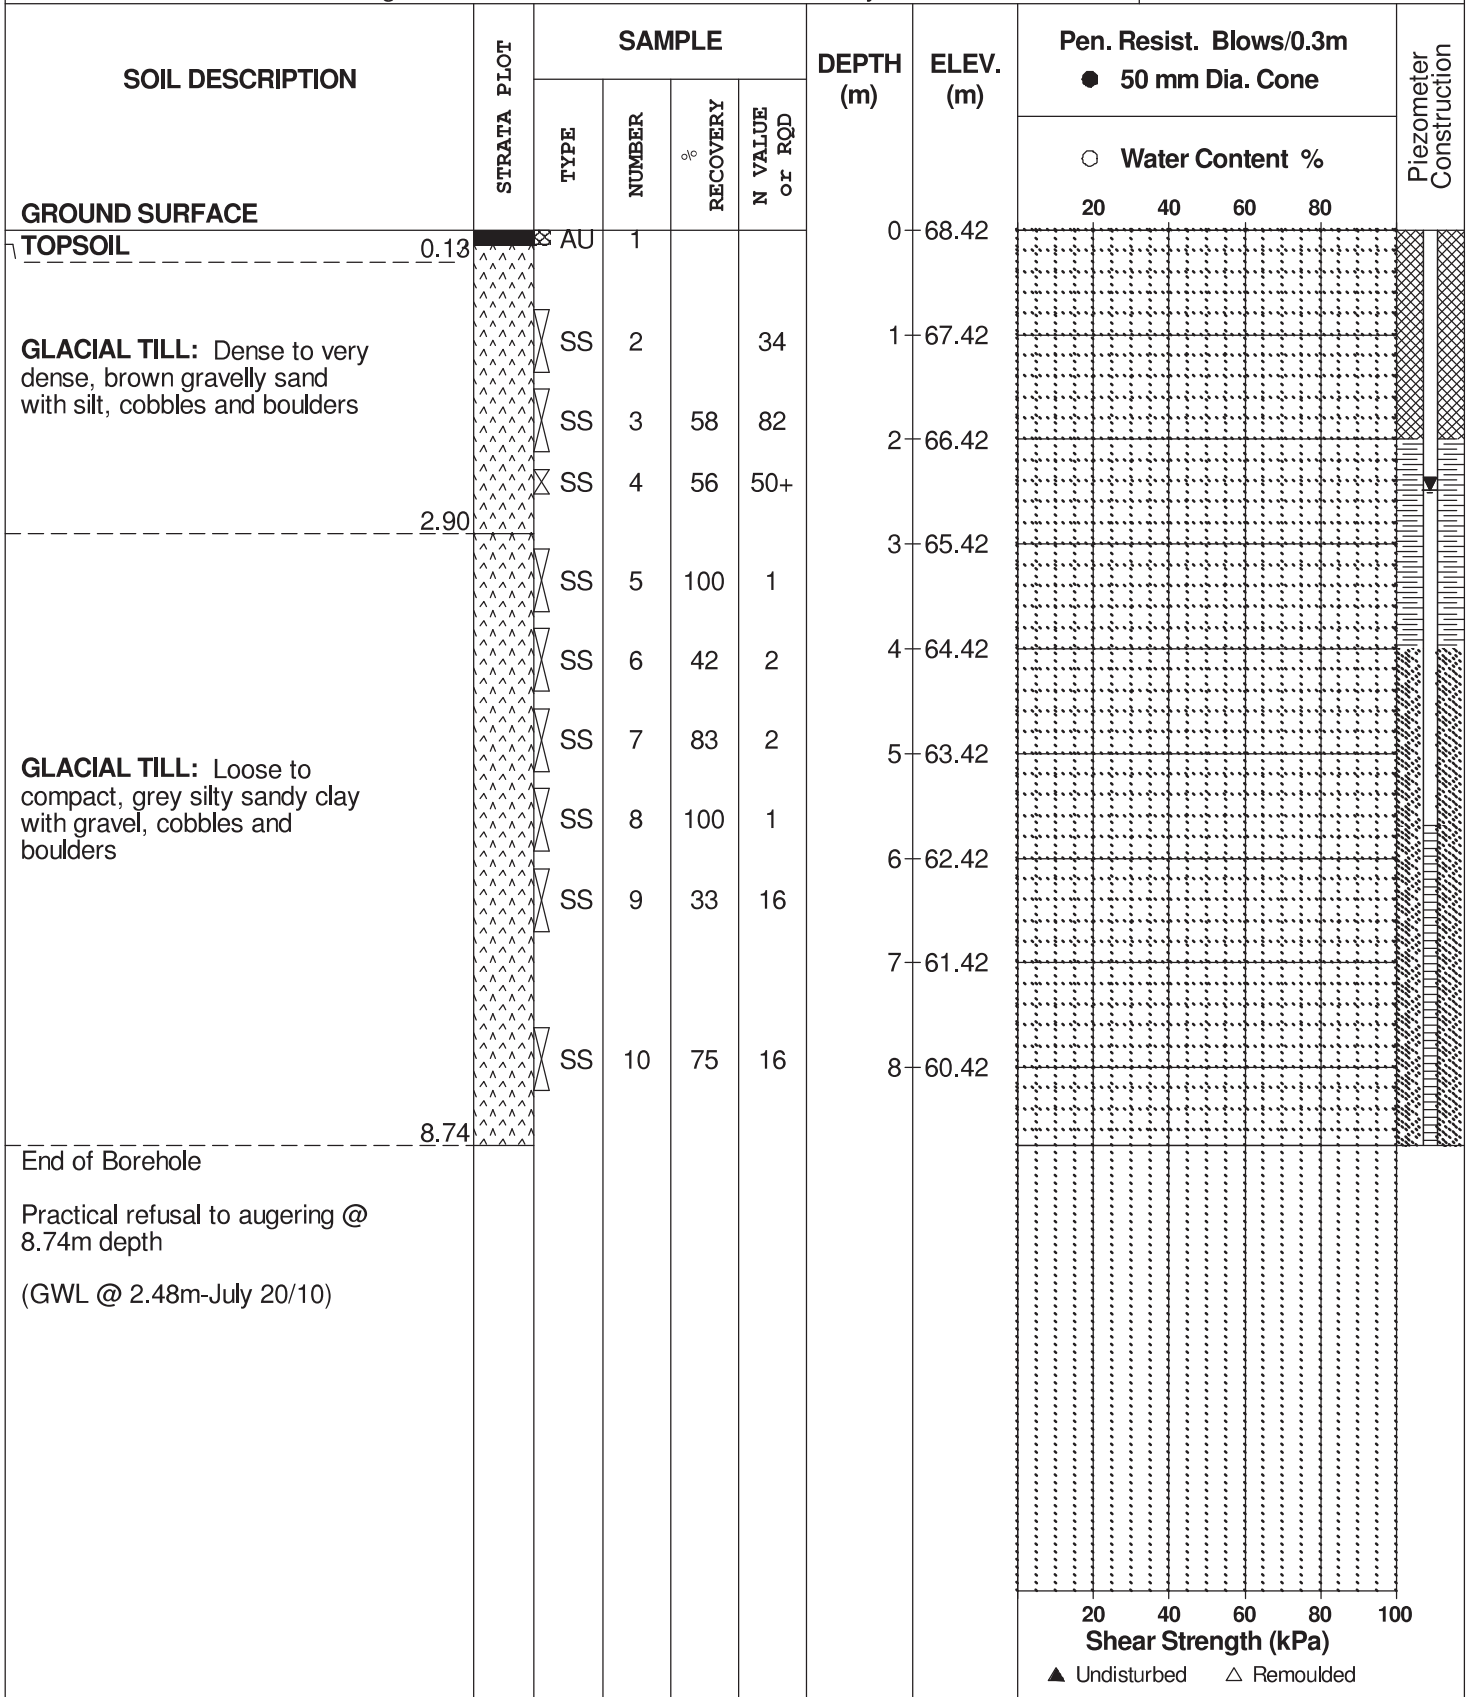 SOIL DESCRIPTION
STRATA PLOT
SAMPLE
TYPE
NUMBER
% RECOVERY
N VALUE or RQD
DEPTH (m)
ELEV. (m)
Pen. Resist. Blows/0.3m
● 50 mm Dia. Cone
○ Water Content %
Piezometer Construction
20 40 60 80
GROUND SURFACE
0 68.42
TOPSOIL 0.13
AU 1
GLACIAL TILL: Dense to very
dense, brown gravelly sand
with silt, cobbles and boulders
SS 2 34
1 67.42
SS 3 58 82
2 66.42
SS 4 56 50+
2.90
3 65.42
SS 5 100 1
4 64.42
SS 6 42 2
SS 7 83 2
5 63.42
GLACIAL TILL: Loose to
compact, grey silty sandy clay
with gravel, cobbles and
boulders
SS 8 100 1
6 62.42
SS 9 33 16
7 61.42
SS 10 75 16
8 60.42
8.74
End of Borehole
Practical refusal to augering @
8.74m depth
(GWL @ 2.48m-July 20/10)
20 40 60 80 100
Shear Strength (kPa)
▲ Undisturbed △ Remoulded